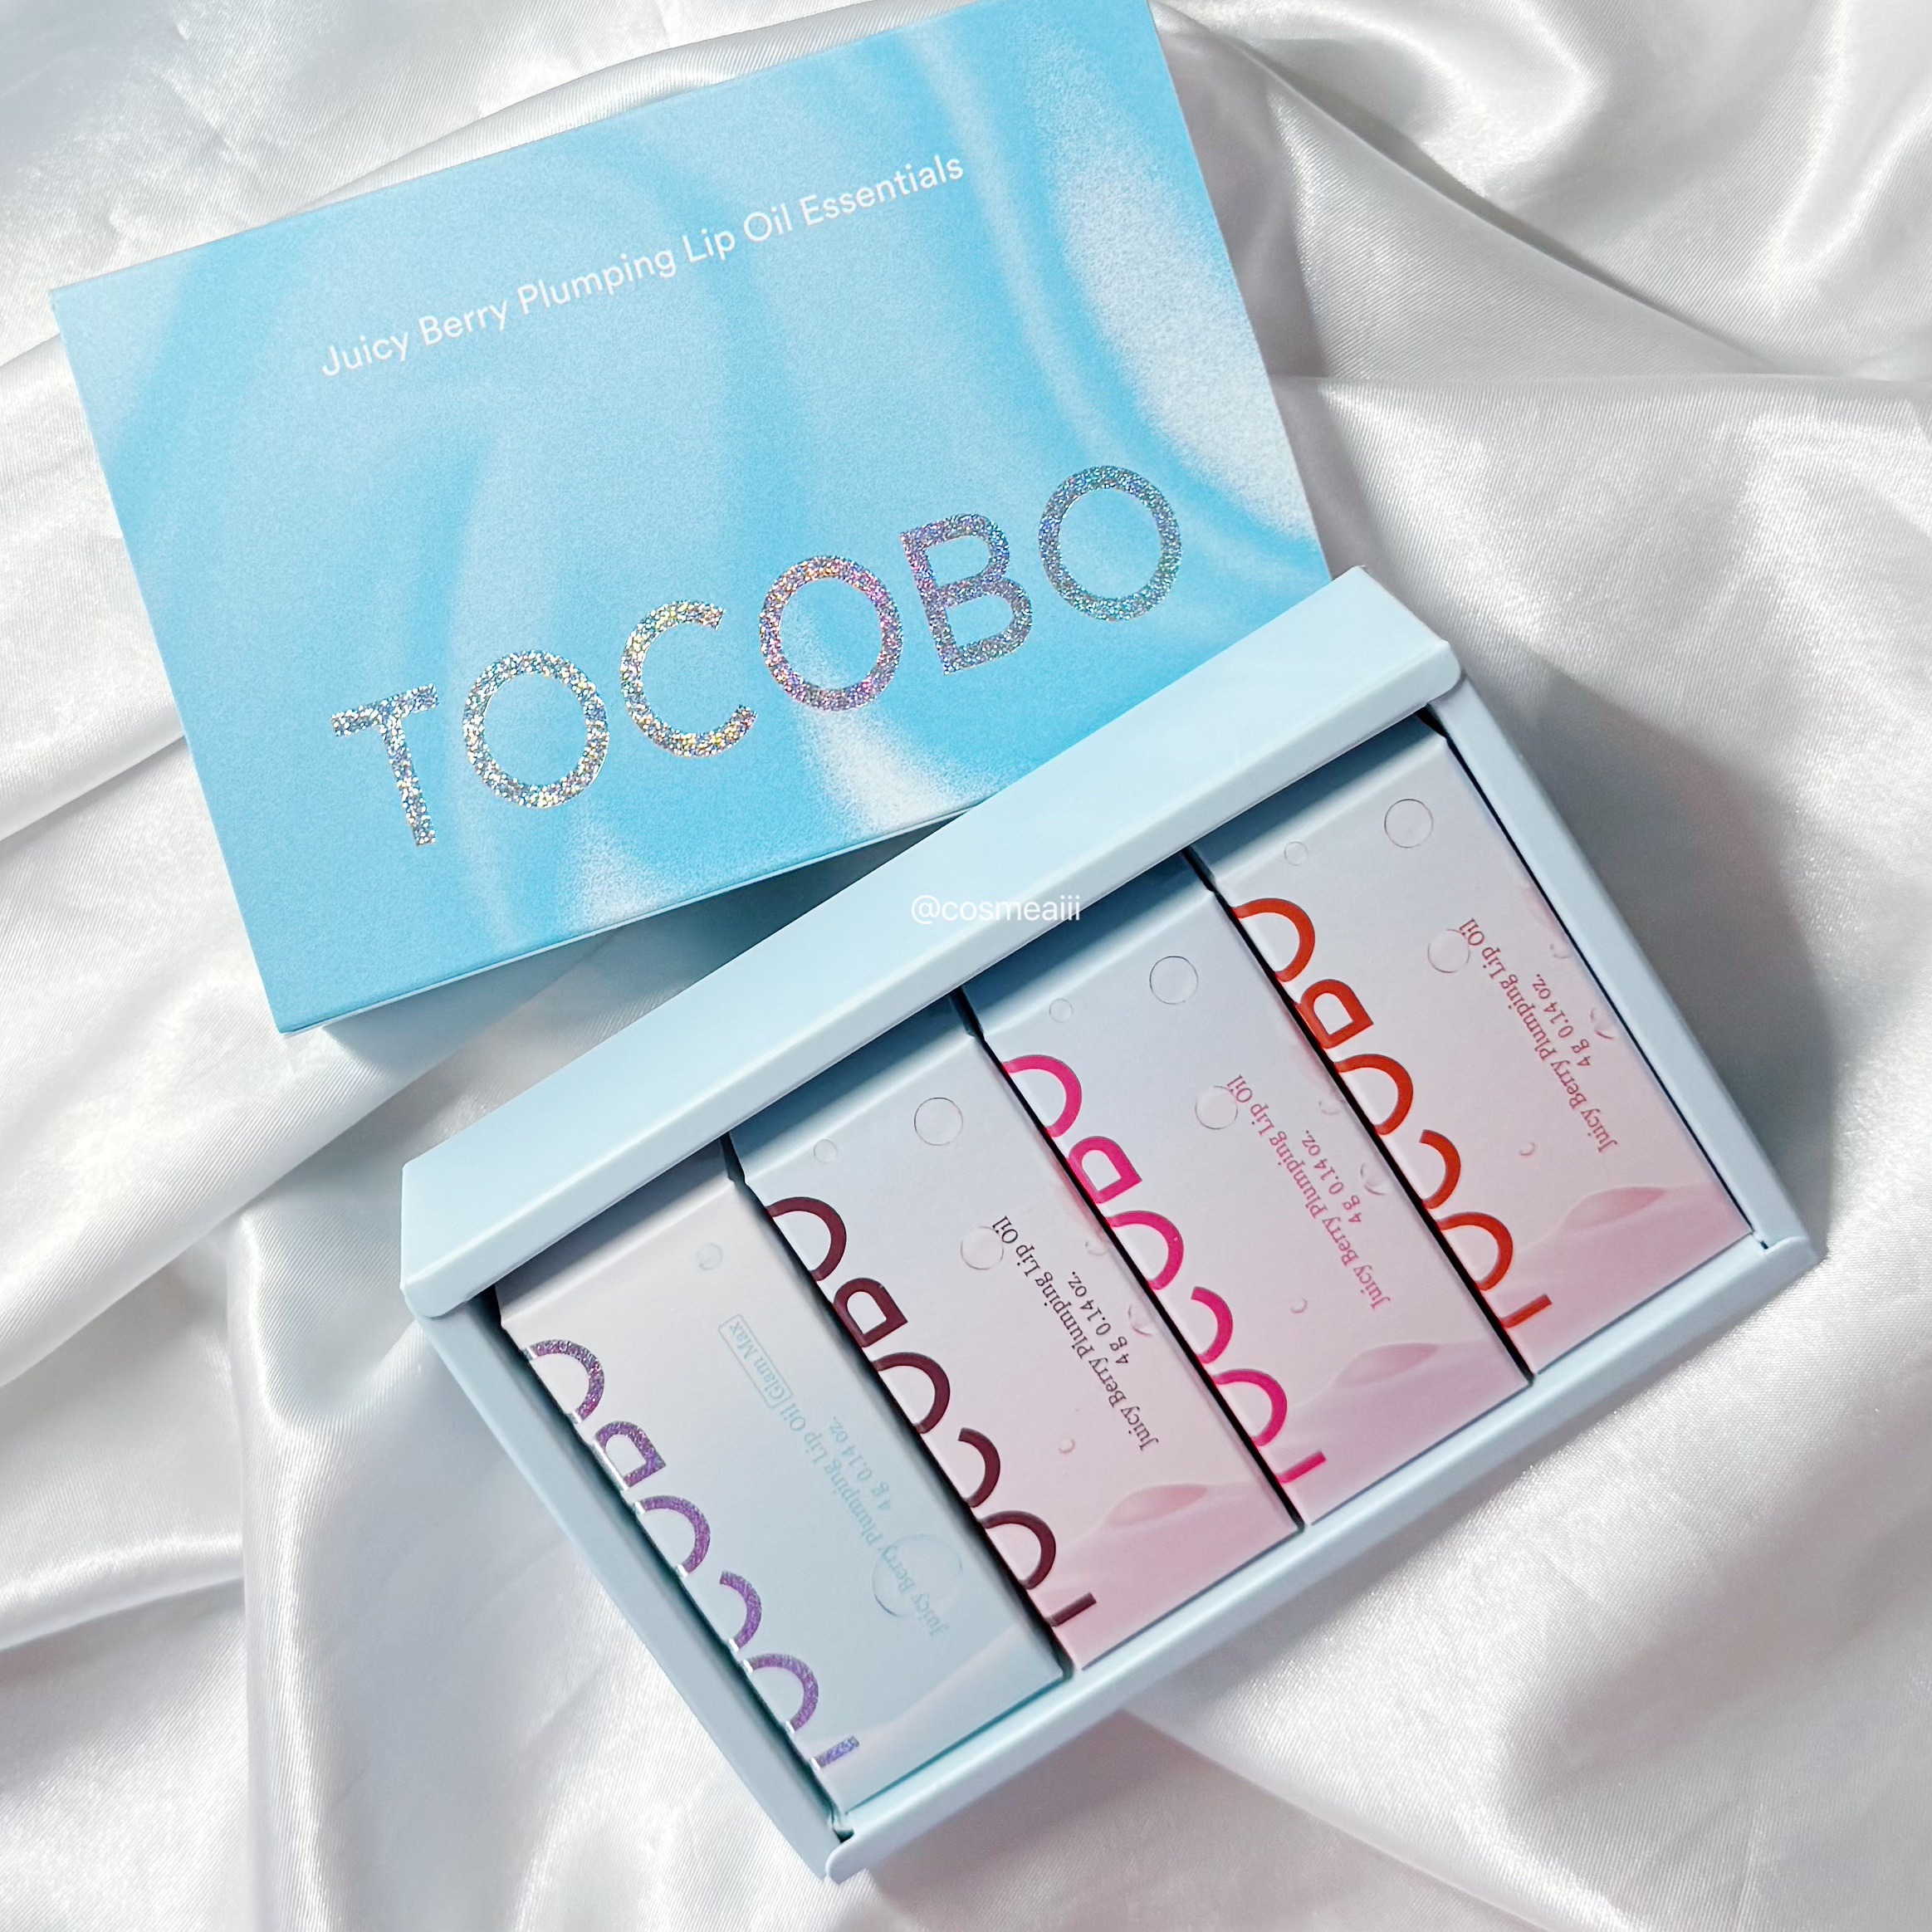 Juicy Berry Plumping Lip Oil Essentials
TOCOBO
@cosmeaiii
TOCOBO
Juicy Berry Plumping Lip Oil Glam Max
4 g 0.14 oz.
TOCOBO
Juicy Berry Plumping Lip Oil
4 g 0.14 oz.
TOCOBO
Juicy Berry Plumping Lip Oil
4 g 0.14 oz.
TOCOBO
Juicy Berry Plumping Lip Oil
4 g 0.14 oz.